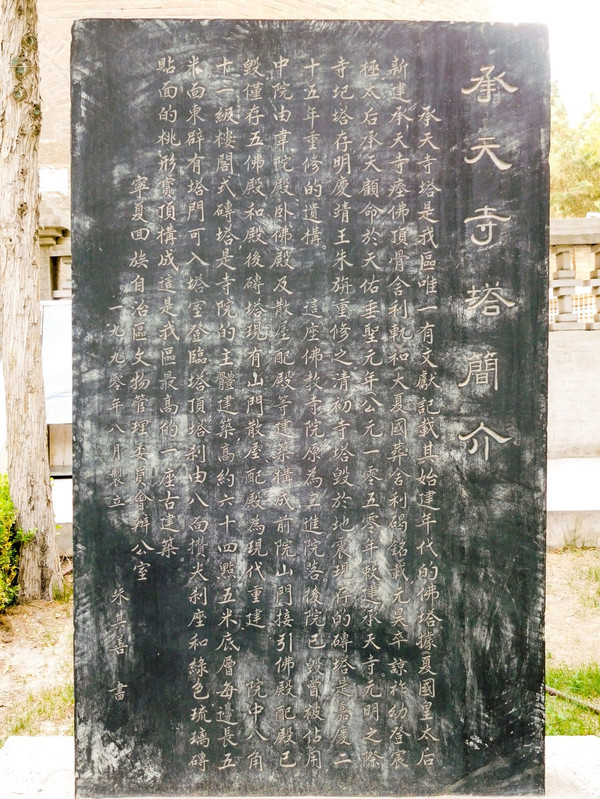 承天寺塔簡介
承天寺塔是我區唯一有文獻記載其始建年代的佛塔據夏國皇太后
新建承天寺瘞佛頂骨舍利軌和大夏國葬舍利碣銘載元昊卒諒祚幼登宸
極太后承天顧命於天佑垂聖元年公元一零五零年敕建承天寺元明之際
寺圮塔存明慶靖王朱㮵重修之清初寺塔毀於地震現存的磚塔是嘉慶二
十五年重修的遺構。 這座佛教寺院原為三進院落。後院已毀曾被佔用
中院由韋陀殿卧佛殿及散屋配殿等建築構成前院山門接引佛殿配殿已
毀僅存五佛殿和殿後磚塔現有山門散屋配殿為現代重建 院中八角
十一級樓閣式磚塔是寺院的主體建築高約六十四點五米底層每邊長五
米面東辟有塔門可入塔室登臨塔頂塔刹由八面攢尖刹座和綠色琉璃磚
貼面的桃形寶頂構成這是我區最高的一座古建築。
寧夏回族自治區文物管理委員會辦公室
一九九零年八月製立 朱其善 書